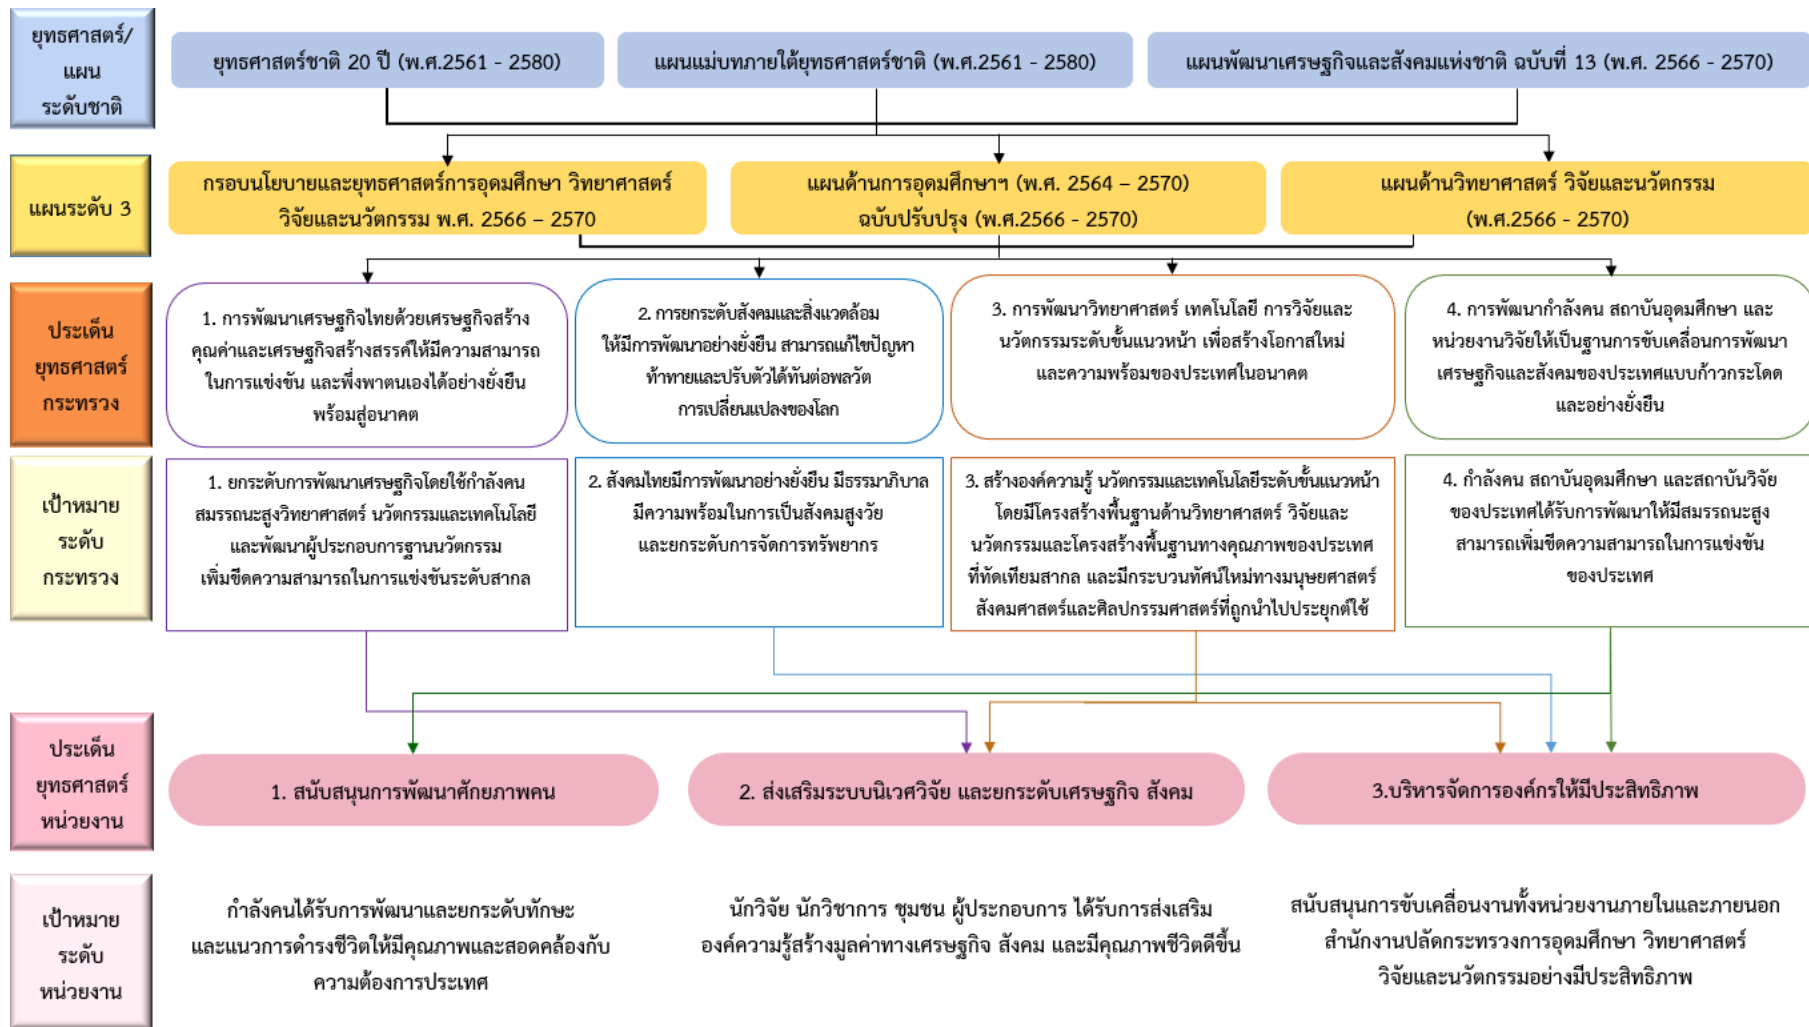 ยุทธศาสตร์/
แผน
ระดับชาติ
ยุทธศาสตร์ชาติ 20 ปี (พ.ศ.2561 - 2580)
แผนแม่บทภายใต้ยุทธศาสตร์ชาติ (พ.ศ.2561 - 2580)
แผนพัฒนาเศรษฐกิจและสังคมแห่งชาติ ฉบับที่ 13 (พ.ศ. 2566 - 2570)
แผนระดับ 3
กรอบนโยบายและยุทธศาสตร์การอุดมศึกษา วิทยาศาสตร์
วิจัยและนวัตกรรม พ.ศ. 2566 – 2570
แผนด้านการอุดมศึกษาฯ (พ.ศ. 2564 – 2570)
ฉบับปรับปรุง (พ.ศ.2566 - 2570)
แผนด้านวิทยาศาสตร์ วิจัยและนวัตกรรม
(พ.ศ.2566 - 2570)
ประเด็น
ยุทธศาสตร์
กระทรวง
1. การพัฒนาเศรษฐกิจไทยด้วยเศรษฐกิจสร้าง
คุณค่าและเศรษฐกิจสร้างสรรค์ให้มีความสามารถ
ในการแข่งขัน และพึ่งพาตนเองได้อย่างยั่งยืน
พร้อมสู่อนาคต
2. การยกระดับสังคมและสิ่งแวดล้อม
ให้มีการพัฒนาอย่างยั่งยืน สามารถแก้ไขปัญหา
ท้าทายและปรับตัวได้ทันต่อพลวัต
การเปลี่ยนแปลงของโลก
3. การพัฒนาวิทยาศาสตร์ เทคโนโลยี การวิจัยและ
นวัตกรรมระดับขั้นแนวหน้า เพื่อสร้างโอกาสใหม่
และความพร้อมของประเทศในอนาคต
4. การพัฒนากำลังคน สถาบันอุดมศึกษา และ
หน่วยงานวิจัยให้เป็นฐานการขับเคลื่อนการพัฒนา
เศรษฐกิจและสังคมของประเทศแบบก้าวกระโดด
และอย่างยั่งยืน
เป้าหมาย
ระดับ
กระทรวง
1. ยกระดับการพัฒนาเศรษฐกิจโดยใช้กำลังคน
สมรรถนะสูงวิทยาศาสตร์ นวัตกรรมและเทคโนโลยี
และพัฒนาผู้ประกอบการฐานนวัตกรรม
เพิ่มขีดความสามารถในการแข่งขันระดับสากล
2. สังคมไทยมีการพัฒนาอย่างยั่งยืน มีธรรมาภิบาล
มีความพร้อมในการเป็นสังคมสูงวัย
และยกระดับการจัดการทรัพยากร
3. สร้างองค์ความรู้ นวัตกรรมและเทคโนโลยีระดับขั้นแนวหน้า
โดยมีโครงสร้างพื้นฐานด้านวิทยาศาสตร์ วิจัยและ
นวัตกรรมและโครงสร้างพื้นฐานทางคุณภาพของประเทศ
ที่ทัดเทียมสากล และมีกระบวนทัศน์ใหม่ทางมนุษยศาสตร์
สังคมศาสตร์และศิลปกรรมศาสตร์ที่ถูกนำไปประยุกต์ใช้
4. กำลังคน สถาบันอุดมศึกษา และสถาบันวิจัย
ของประเทศได้รับการพัฒนาให้มีสมรรถนะสูง
สามารถเพิ่มขีดความสามารถในการแข่งขัน
ของประเทศ
ประเด็น
ยุทธศาสตร์
หน่วยงาน
1. สนับสนุนการพัฒนาศักยภาพคน
2. ส่งเสริมระบบนิเวศวิจัย และยกระดับเศรษฐกิจ สังคม
3.บริหารจัดการองค์กรให้มีประสิทธิภาพ
เป้าหมาย
ระดับ
หน่วยงาน
กำลังคนได้รับการพัฒนาและยกระดับทักษะ
และแนวการดำรงชีวิตให้มีคุณภาพและสอดคล้องกับ
ความต้องการประเทศ
นักวิจัย นักวิชาการ ชุมชน ผู้ประกอบการ ได้รับการส่งเสริม
องค์ความรู้สร้างมูลค่าทางเศรษฐกิจ สังคม และมีคุณภาพชีวิตดีขึ้น
สนับสนุนการขับเคลื่อนงานทั้งหน่วยงานภายในและภายนอก
สำนักงานปลัดกระทรวงการอุดมศึกษา วิทยาศาสตร์
วิจัยและนวัตกรรมอย่างมีประสิทธิภาพ